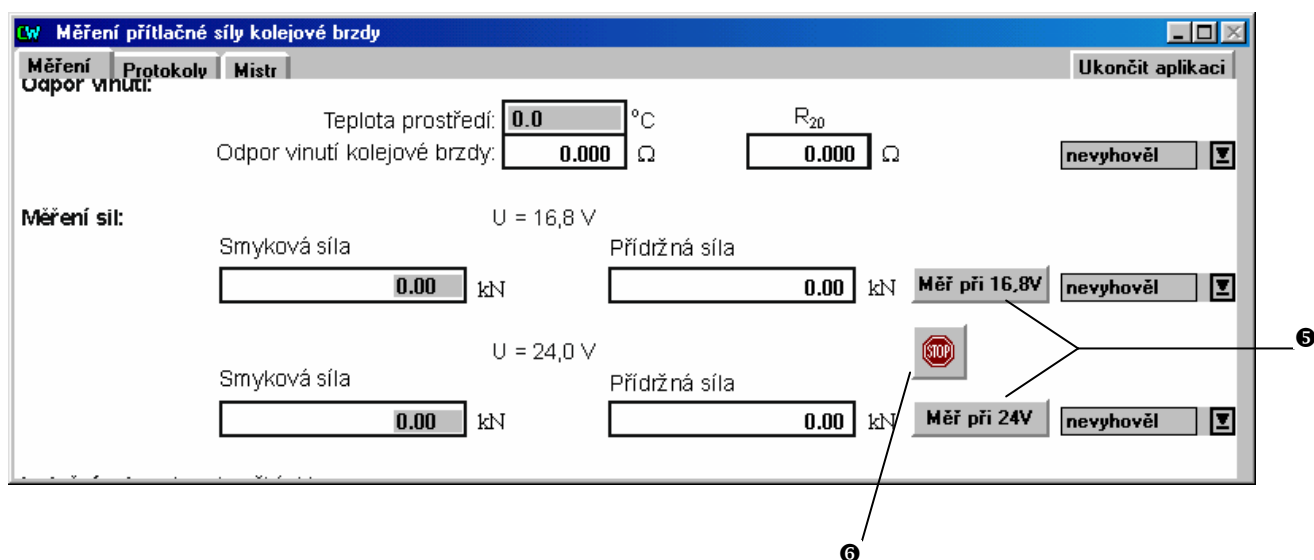 CW Měření přítlačné síly kolejové brzdy
Měření Protokoly Mistr Ukončit aplikaci
Odpor vinutí:
Teplota prostředí: 0.0 °C R20
Odpor vinutí kolejové brzdy: 0.000 Ω 0.000 Ω nevyhověl
Měření sil: U = 16,8 V
Smyková síla Přídržná síla
0.00 kN 0.00 kN Měř při 16,8V nevyhověl
❺
U = 24,0 V STOP
Smyková síla Přídržná síla
0.00 kN 0.00 kN Měř při 24V nevyhověl
❻